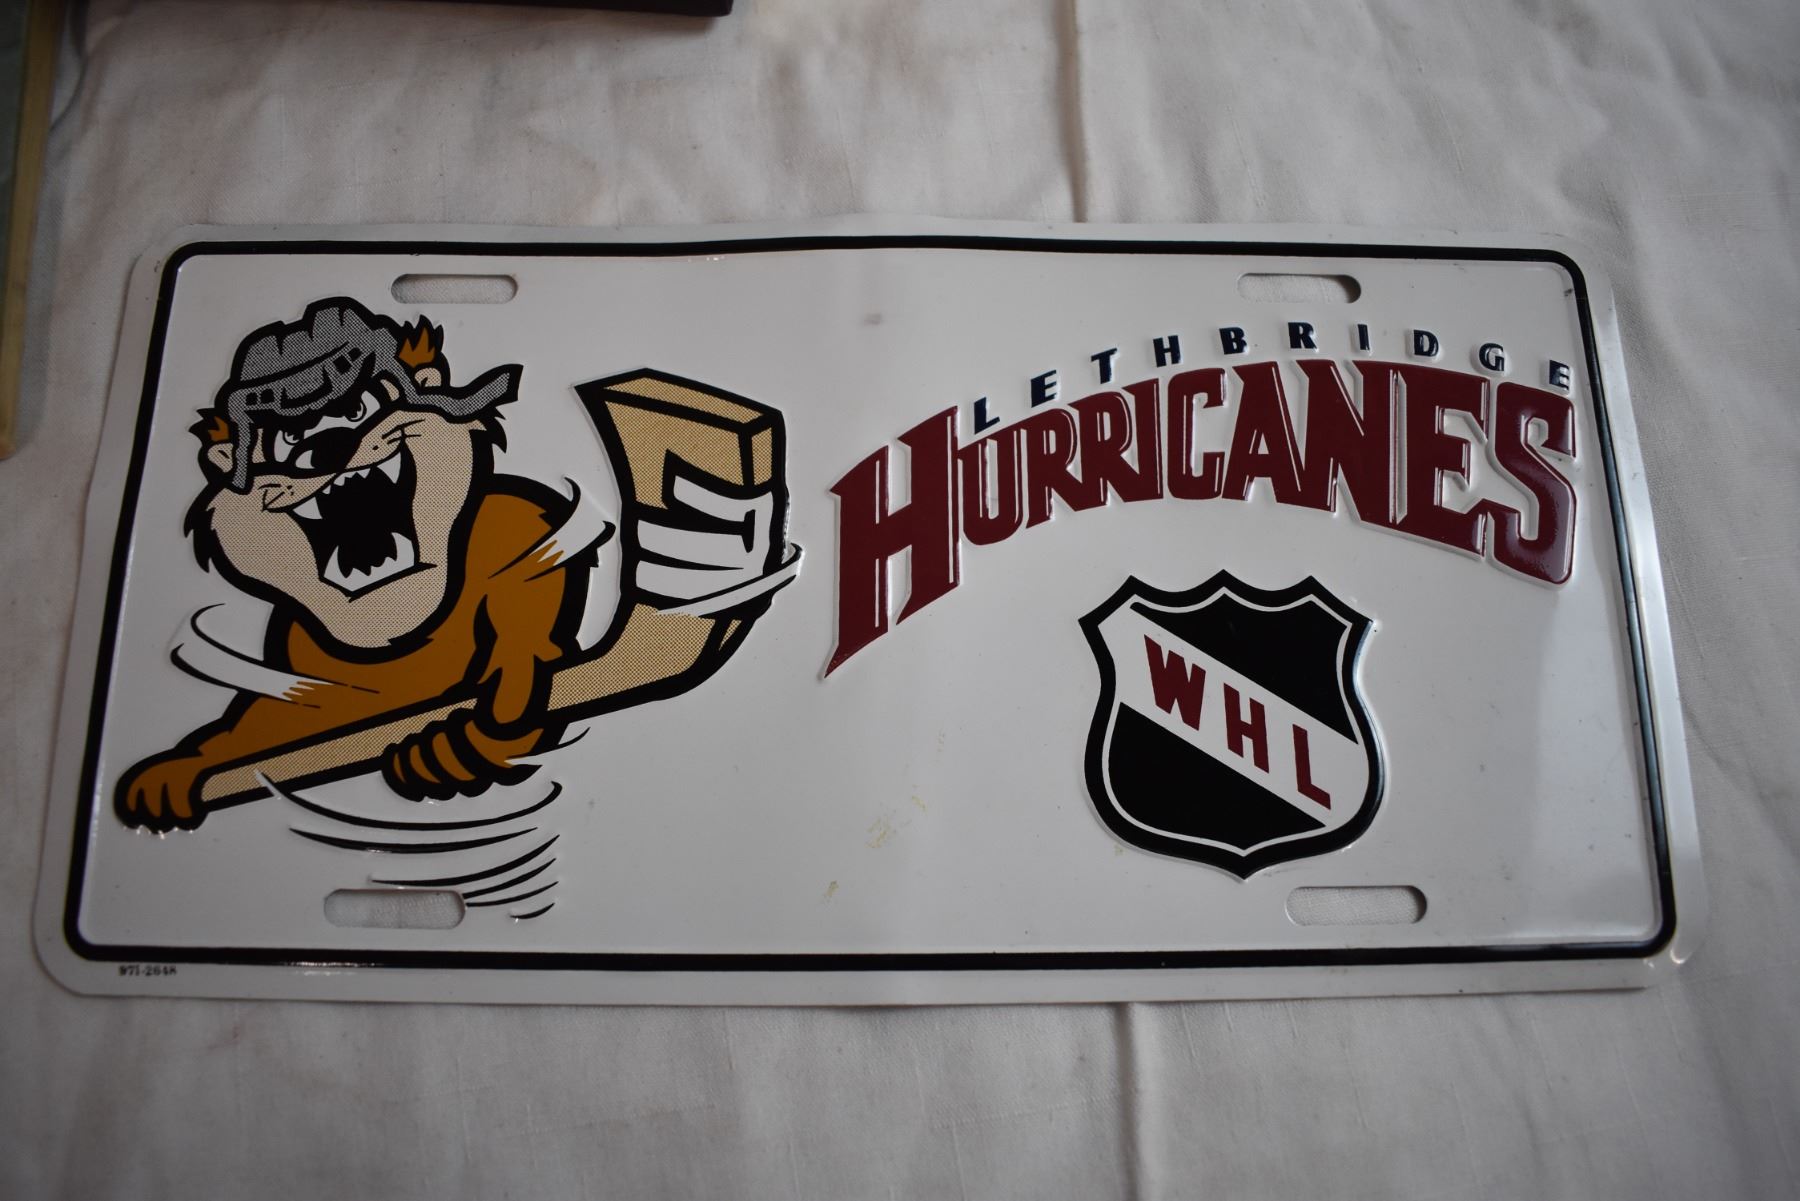 LETHBRIDGE
HURRICANES
WHL
971-2648